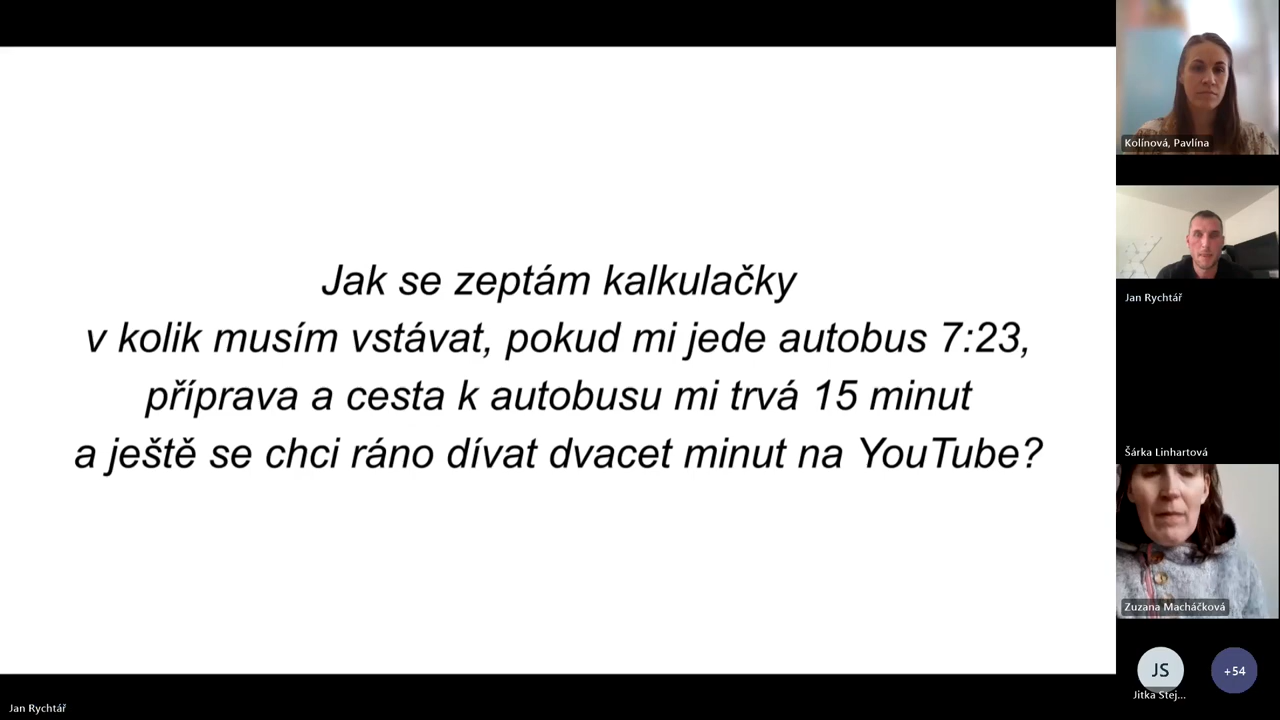 Jak se zeptám kalkulačky
v kolik musím vstávat, pokud mi jede autobus 7:23,
příprava a cesta k autobusu mi trvá 15 minut
a ještě se chci ráno dívat dvacet minut na YouTube?
Kolínová, Pavlína
Jan Rychtář
Šárka Linhartová
Zuzana Macháčková
JS
+54
Jitka Stej...
Jan Rychtář